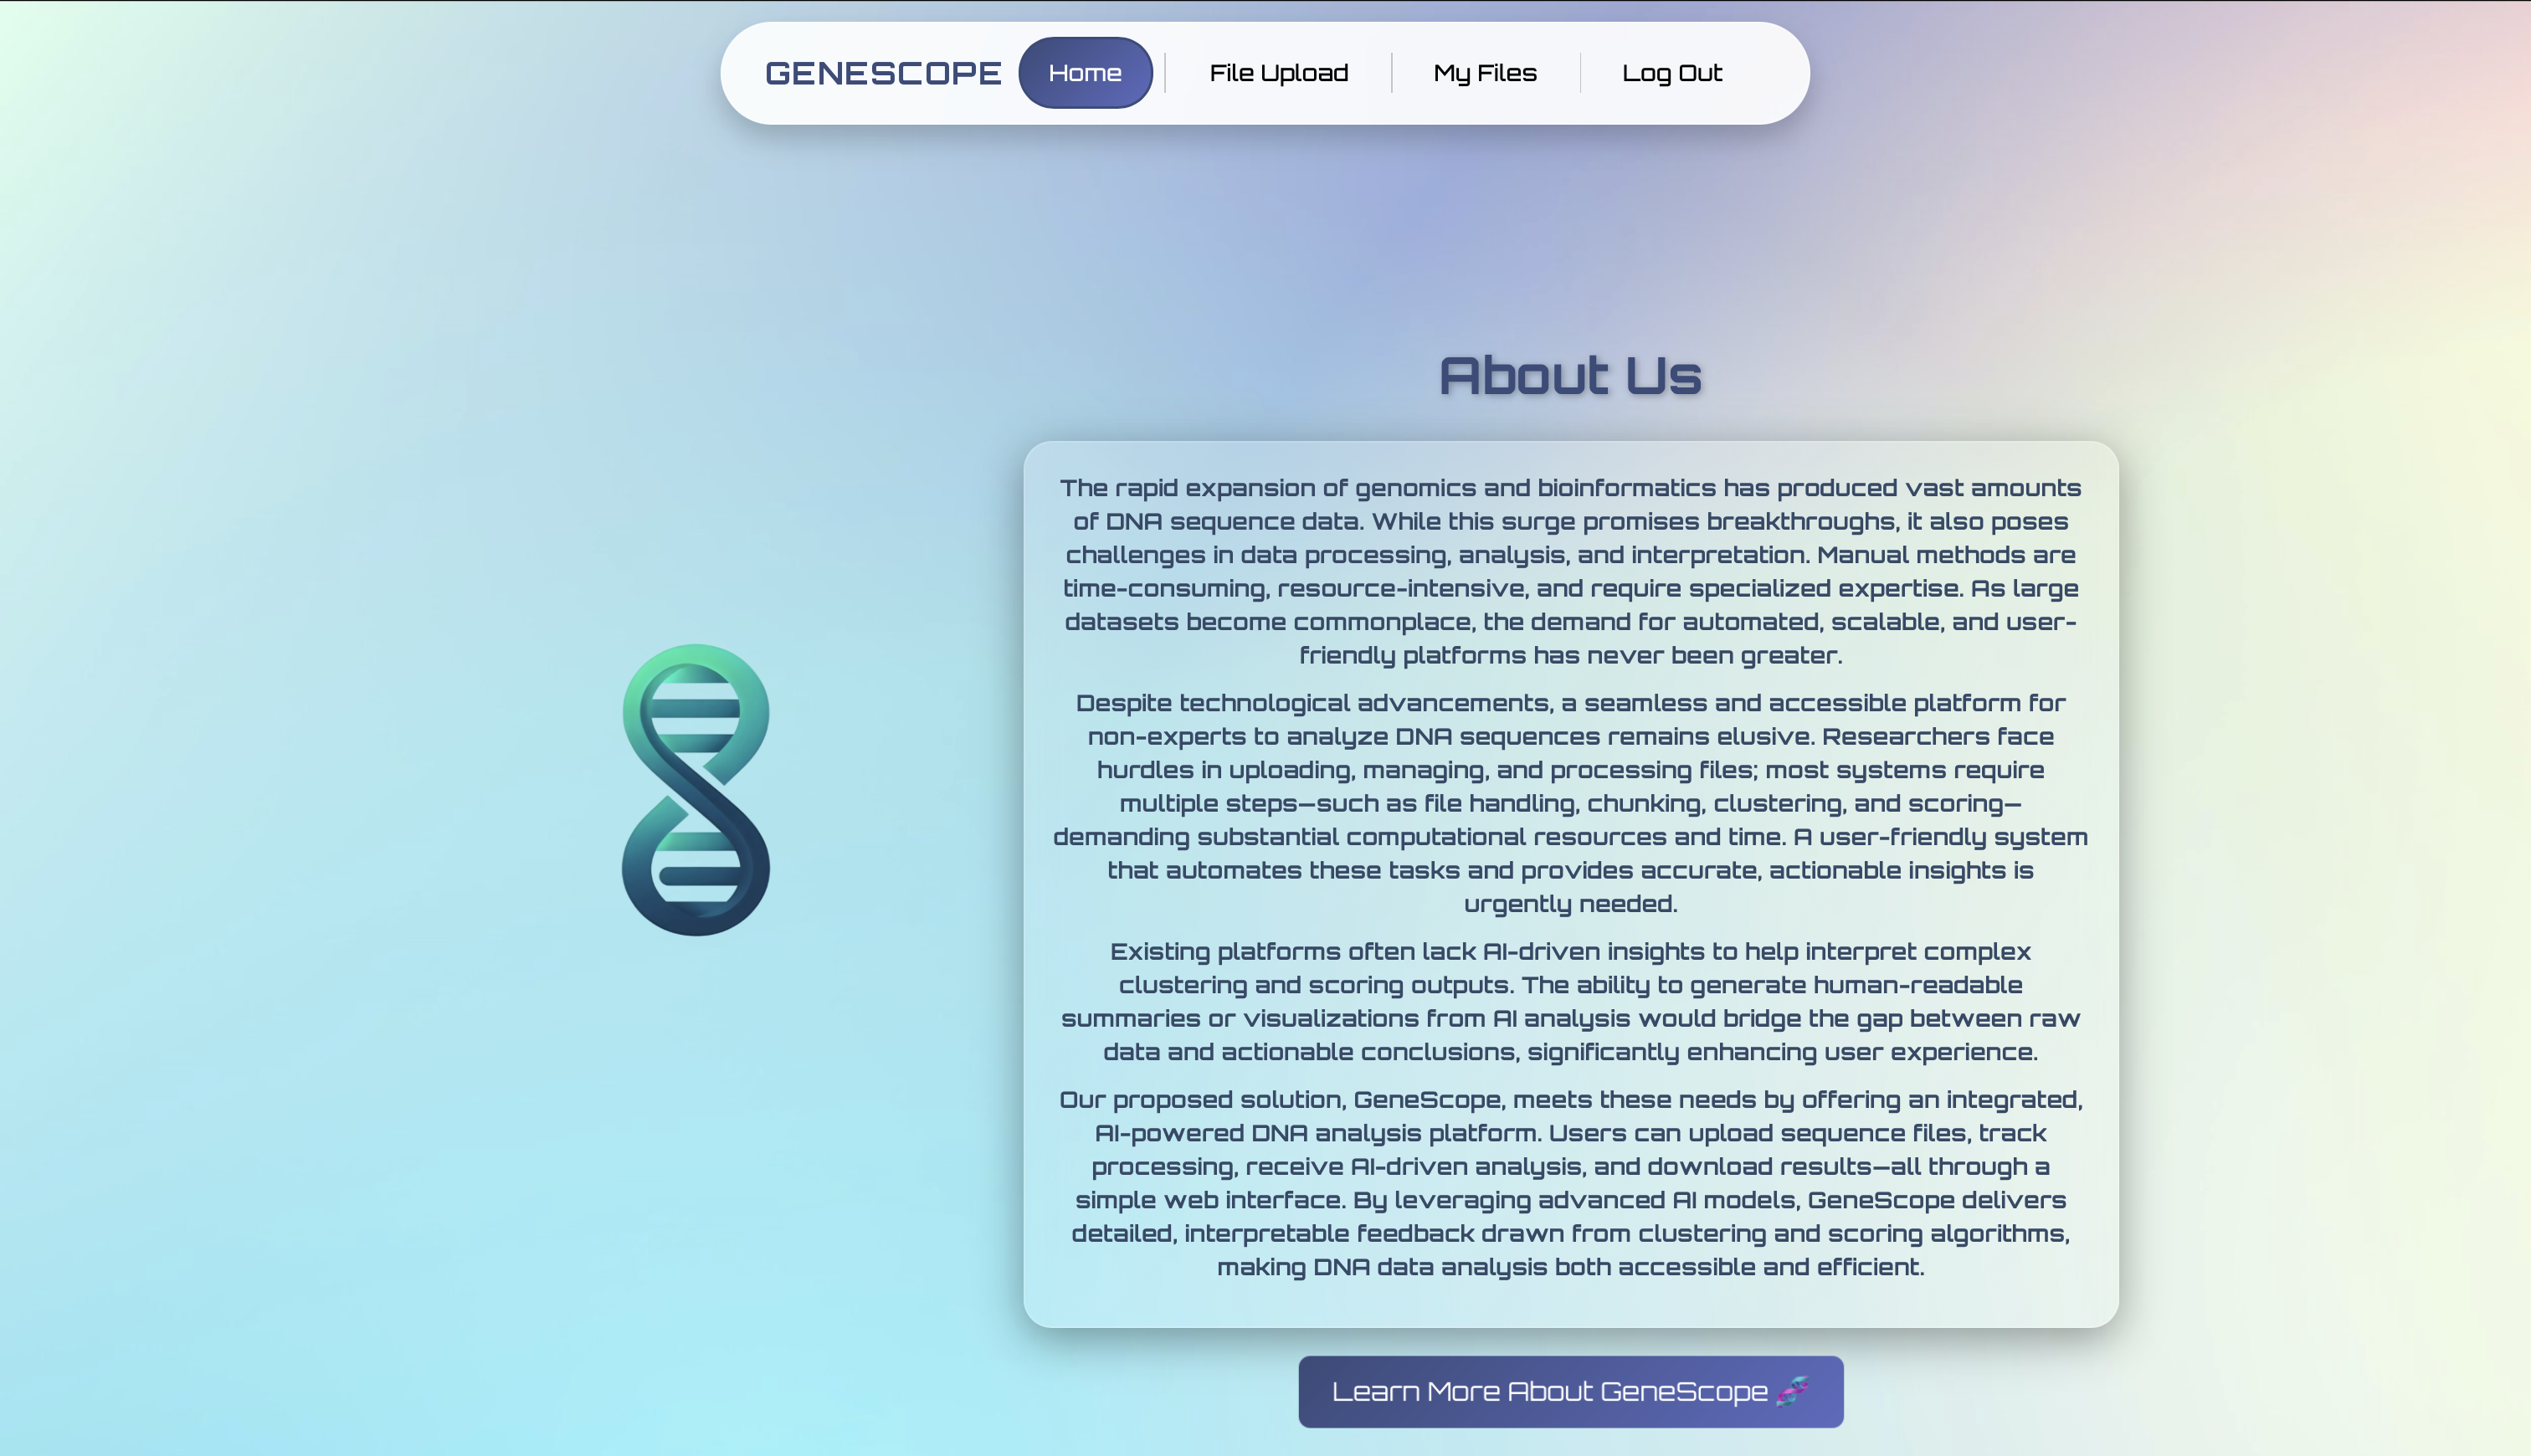 GENESCOPE Home File Upload My Files Log Out
About Us
The rapid expansion of genomics and bioinformatics has produced vast amounts
of DNA sequence data. While this surge promises breakthroughs, it also poses
challenges in data processing, analysis, and interpretation. Manual methods are
time-consuming, resource-intensive, and require specialized expertise. As large
datasets become commonplace, the demand for automated, scalable, and user-
friendly platforms has never been greater.
Despite technological advancements, a seamless and accessible platform for
non-experts to analyze DNA sequences remains elusive. Researchers face
hurdles in uploading, managing, and processing files; most systems require
multiple steps—such as file handling, chunking, clustering, and scoring—
demanding substantial computational resources and time. A user-friendly system
that automates these tasks and provides accurate, actionable insights is
urgently needed.
Existing platforms often lack AI-driven insights to help interpret complex
clustering and scoring outputs. The ability to generate human-readable
summaries or visualizations from AI analysis would bridge the gap between raw
data and actionable conclusions, significantly enhancing user experience.
Our proposed solution, GeneScope, meets these needs by offering an integrated,
AI-powered DNA analysis platform. Users can upload sequence files, track
processing, receive AI-driven analysis, and download results—all through a
simple web interface. By leveraging advanced AI models, GeneScope delivers
detailed, interpretable feedback drawn from clustering and scoring algorithms,
making DNA data analysis both accessible and efficient.
Learn More About GeneScope 🧬